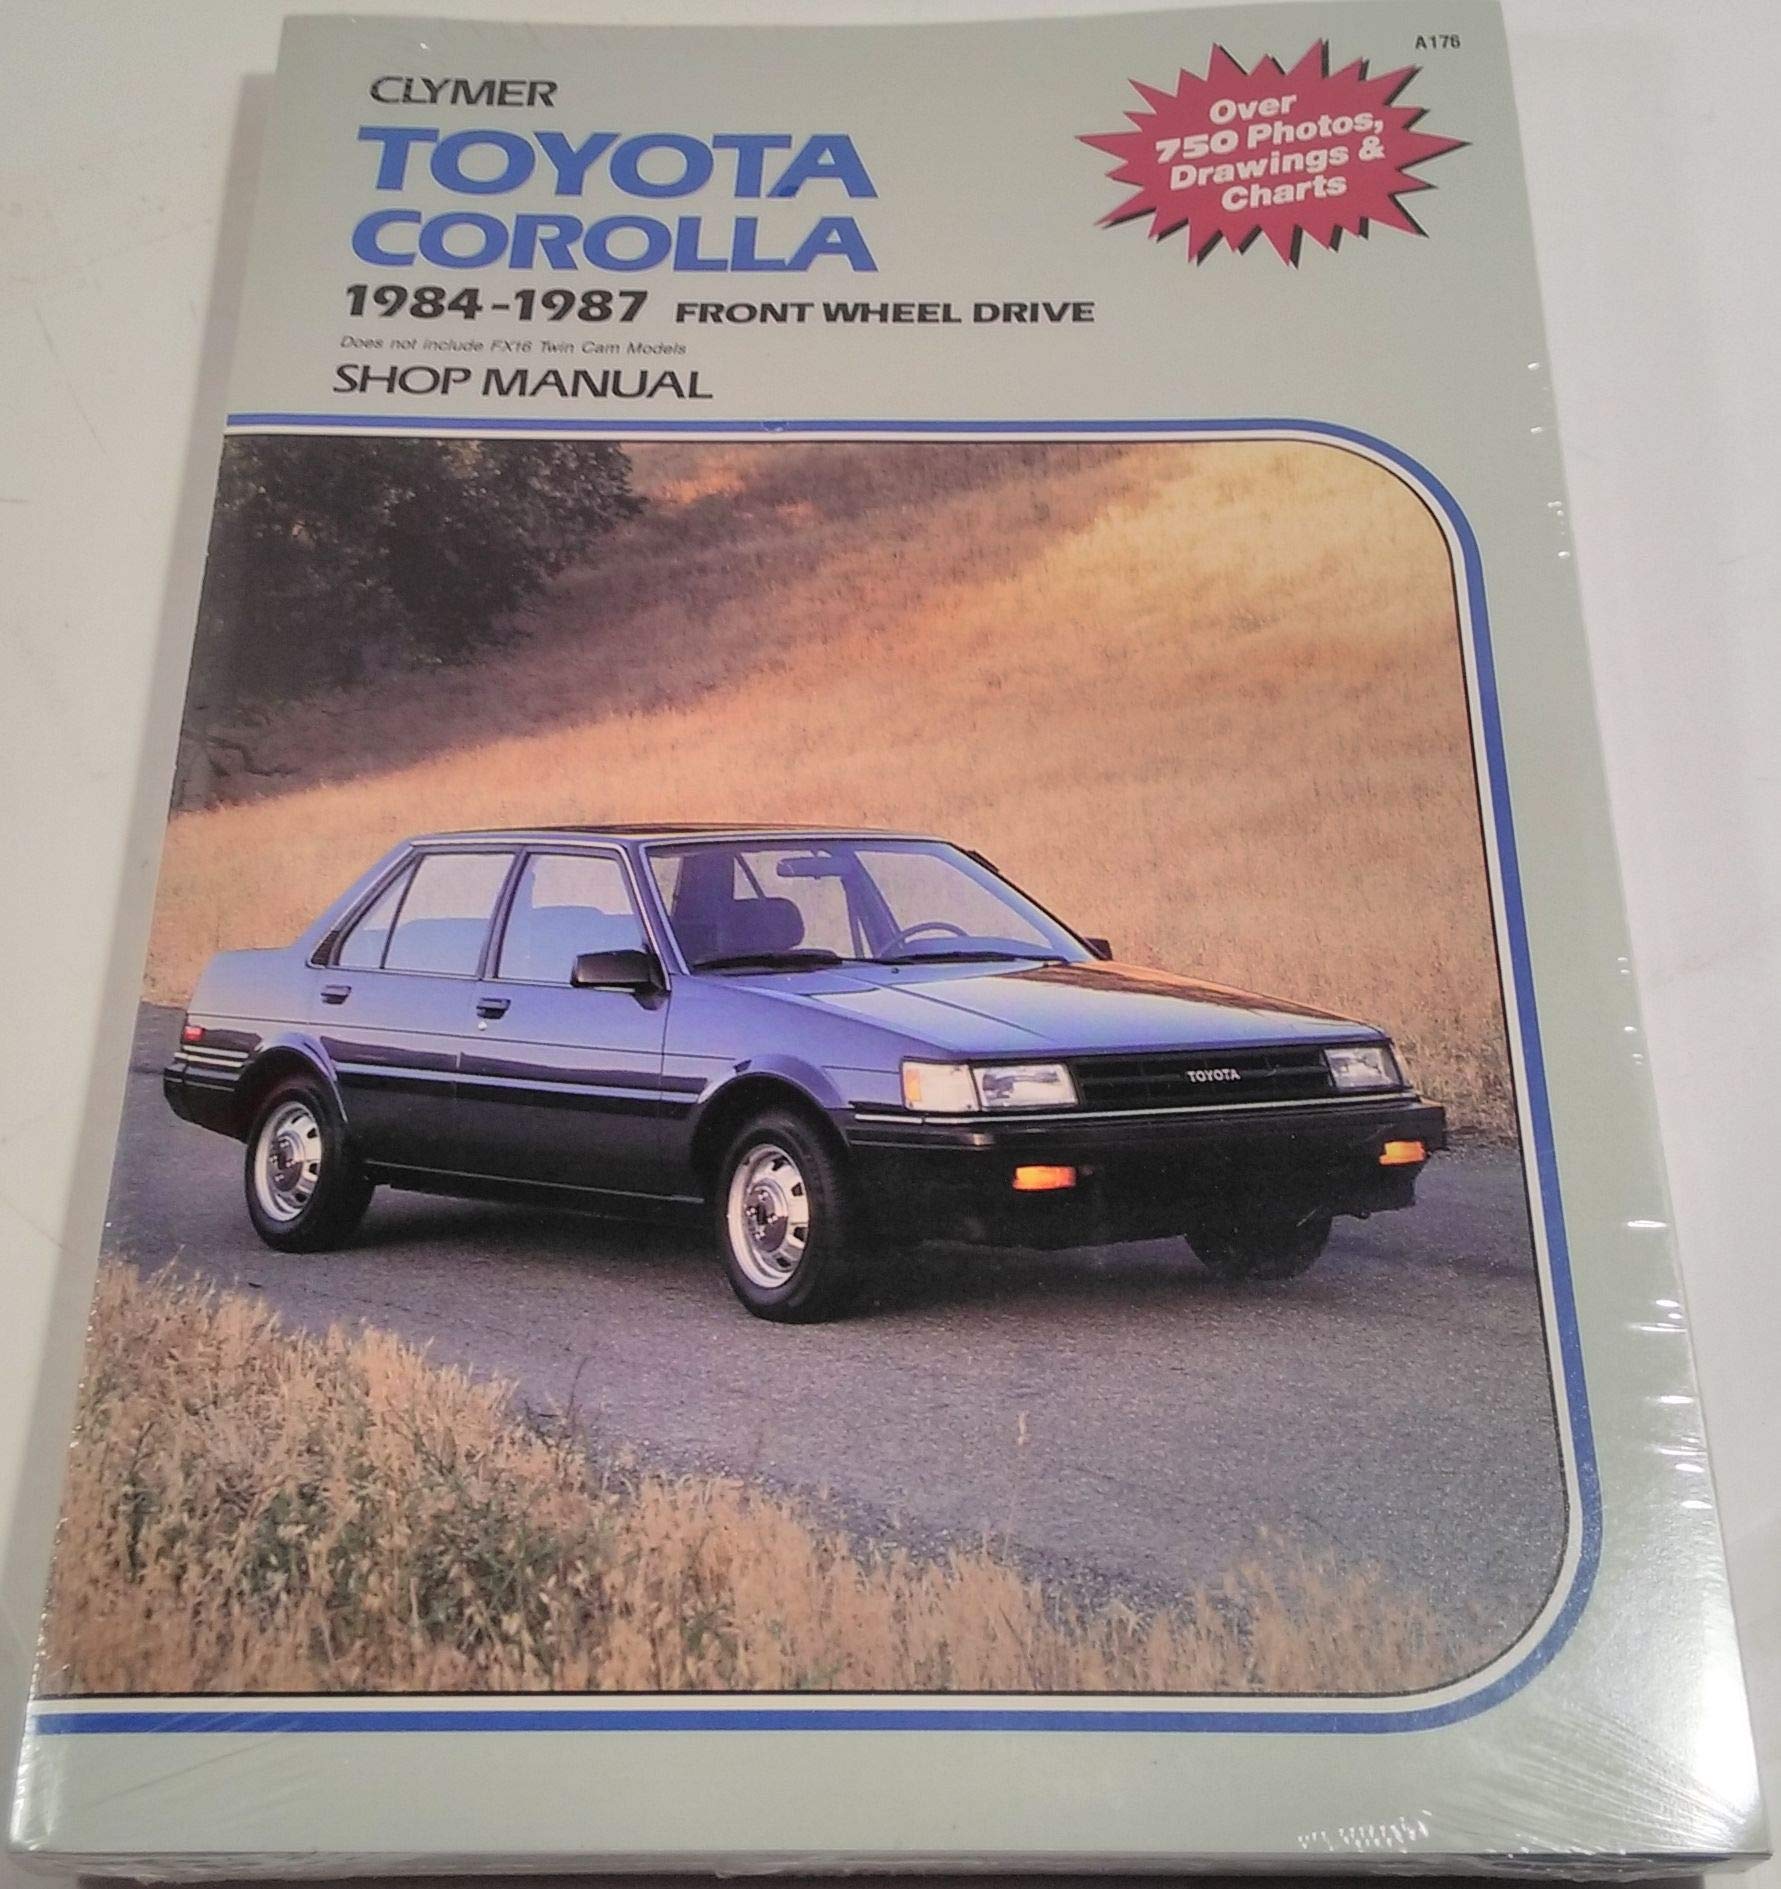 A176
CLYMER
TOYOTA
COROLLA
1984-1987 FRONT WHEEL DRIVE
Does not include FX16 Twin Cam Models
SHOP MANUAL
Over
750 Photos,
Drawings &
Charts
TOYOTA